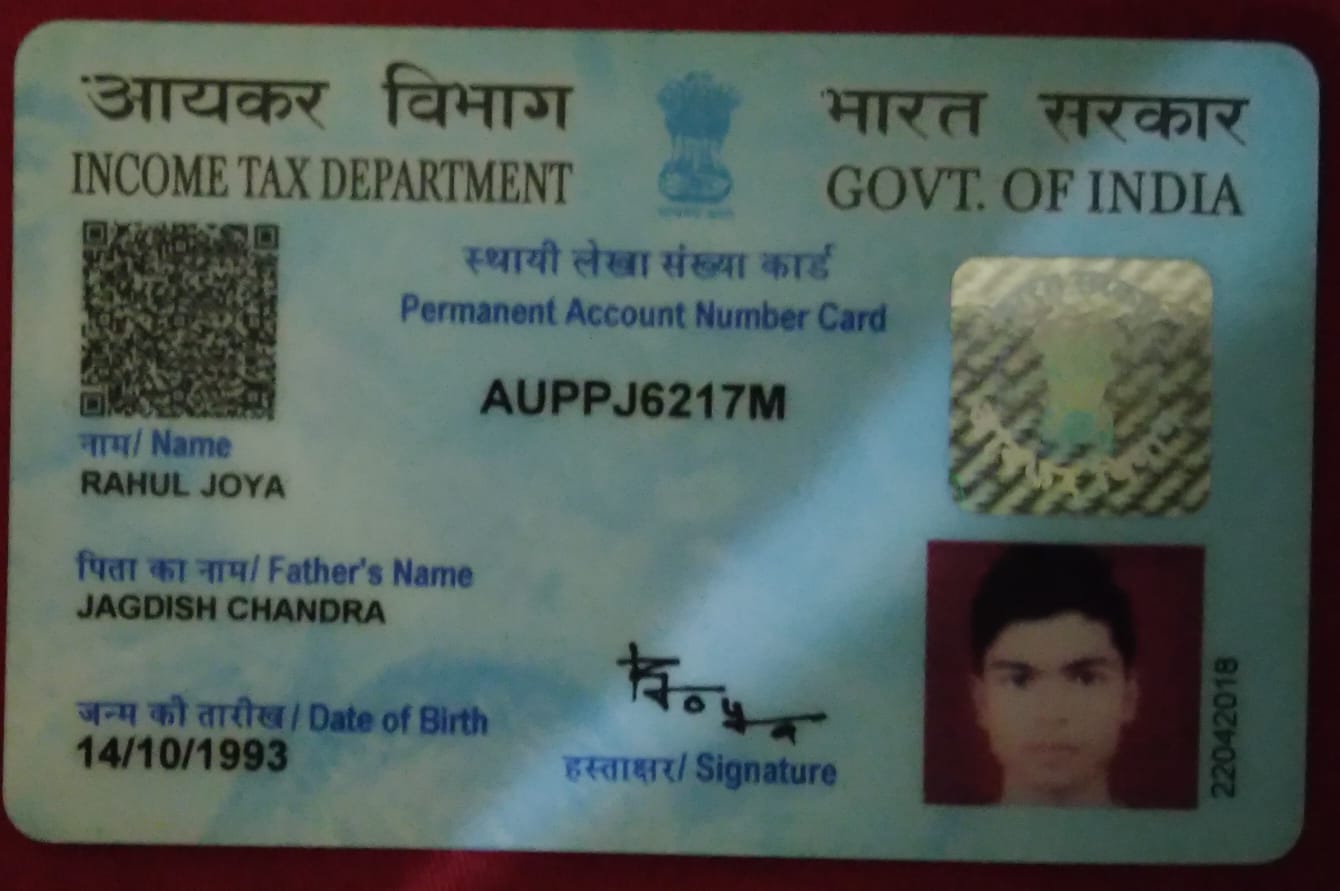 आयकर विभाग
INCOME TAX DEPARTMENT
भारत सरकार
GOVT. OF INDIA
स्थायी लेखा संख्या कार्ड
Permanent Account Number Card
AUPPJ6217M
नाम/ Name
RAHUL JOYA
पिता का नाम/ Father's Name
JAGDISH CHANDRA
जन्म की तारीख/ Date of Birth
14/10/1993
हस्ताक्षर/ Signature
22042018